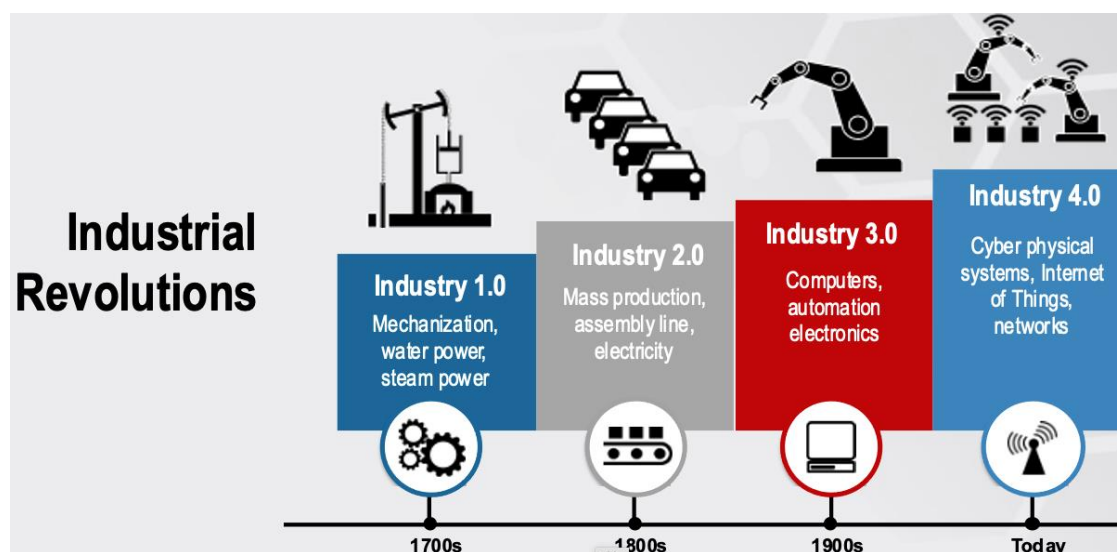 Industrial
Revolutions
Industry 1.0
Mechanization,
water power,
steam power
Industry 2.0
Mass production,
assembly line,
electricity
Industry 3.0
Computers,
automation
electronics
Industry 4.0
Cyber physical
systems, Internet
of Things,
networks
1700s
1800s
1900s
Today